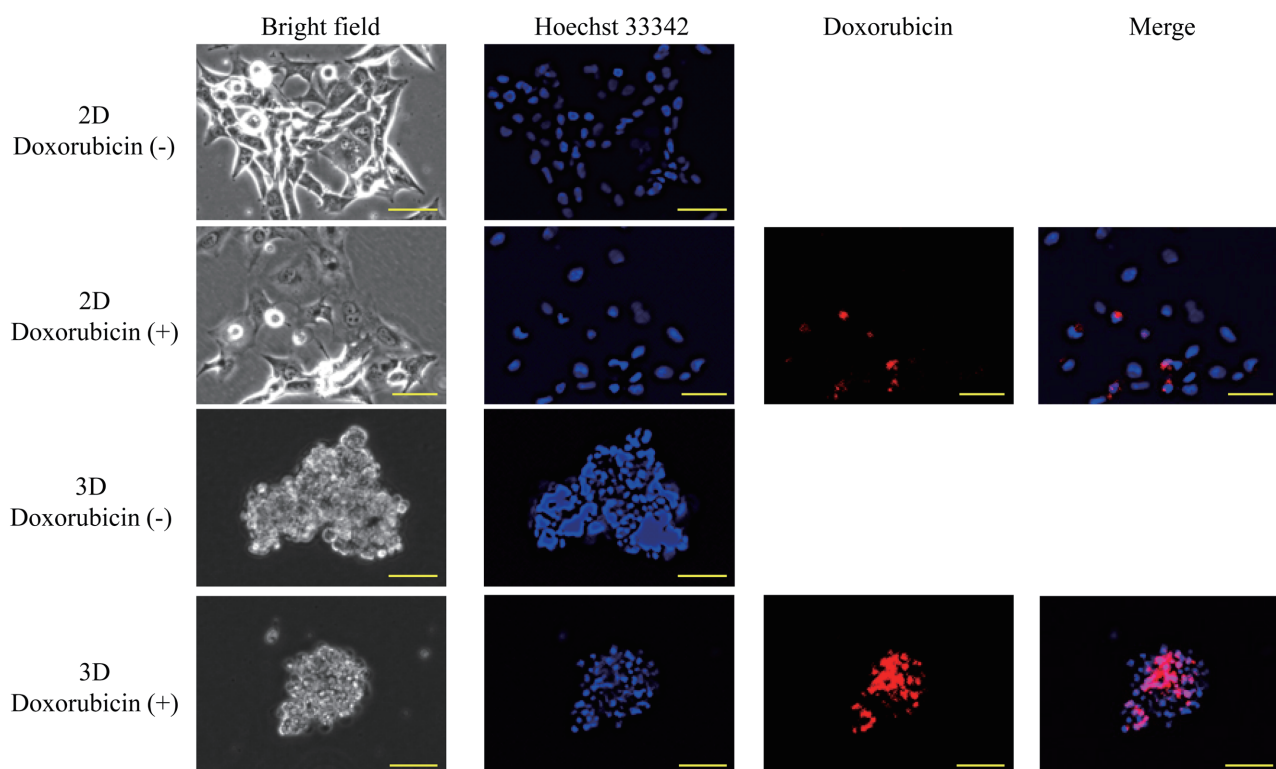 Bright field
Hoechst 33342
Doxorubicin
Merge
2D
Doxorubicin (-)
2D
Doxorubicin (+)
3D
Doxorubicin (-)
3D
Doxorubicin (+)